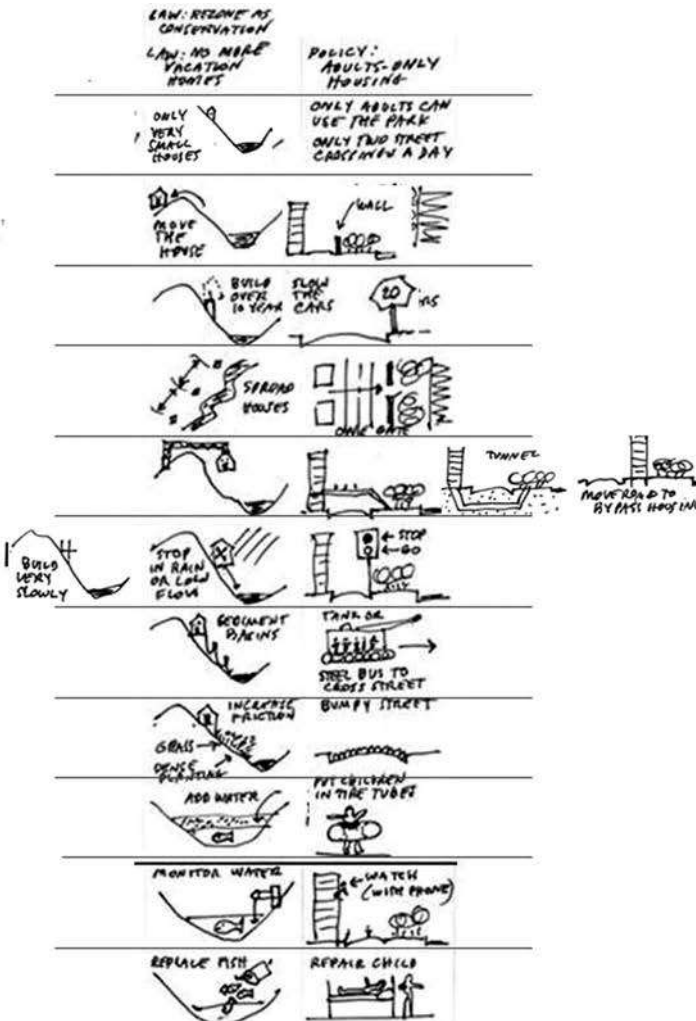 LAW: REZONE AS
CONSERVATION
LAW: NO MORE
VACATION
HOMES
POLICY:
ADULTS-ONLY
HOUSING
ONLY
VERY
SMALL
HOUSES
ONLY ADULTS CAN
USE THE PARK
ONLY TWO STREET
CROSSINGS A DAY
MOVE
THE
HOUSE
WALL
BUILD
OVER
10 YEAR
SLOW
THE
CARS
20
SPREAD
HOUSES
ONE GATE
TUNNEL
MOVE ROAD TO
BYPASS HOUSING
BUILD
VERY
SLOWLY
STOP
IN RAIN
OR LOW
FLOW
STOP
GO
SEDIMENT
BASINS
TANK OR
STEEL BUS TO
CROSS STREET
INCREASE
FRICTION
GRASS
DENSE
PLANTING
BUMPY STREET
ADD WATER
PUT CHILDREN
IN TIRE TUBES
MONITOR WATER
WATCH
(WITH PHONE)
REPLACE FISH
REPAIR CHILD